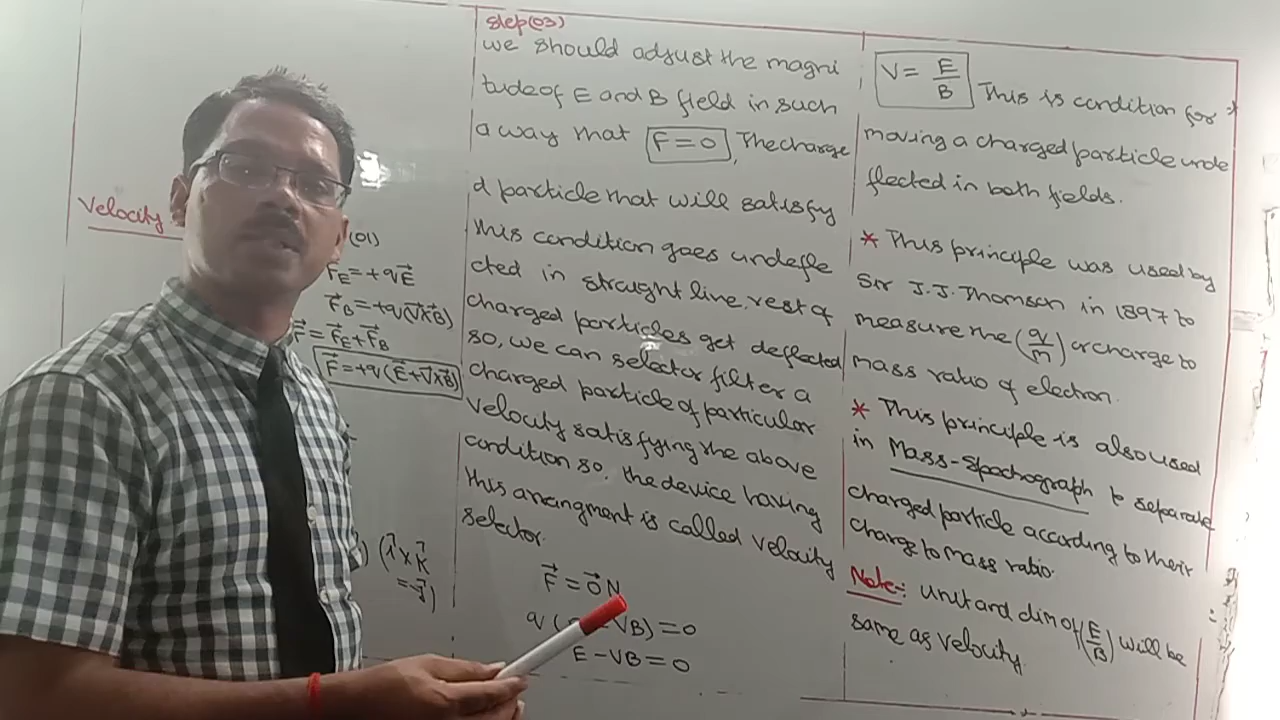 Velocity
(01)
F⃗E = +qE⃗
F⃗B = +q(V⃗×B⃗)
F⃗ = F⃗E + F⃗B
F⃗ = +q(E⃗+V⃗×B⃗)
(i⃗ × K⃗
= -j⃗)
Step(03)
we should adjust the magni
tude of E and B field in such
a way that F=0, The charge
d particle that will satisfy
this condition goes undefle
cted in straight line. rest of
charged particles get deflected
so, we can select or filter a
charged particle of particular
velocity satisfying the above
condition so, the device having
this arrangment is called velocity
selector.
F⃗ = 0⃗ N
VB) = 0
E - VB = 0
V = E/B This is condition for
moving a charged particle unde
flected in both fields.
* This principle was used by
Sir J.J. Thomson in 1897 to
measure the (q/m) or charge to
mass ratio of electron.
* This principle is also used
in Mass-Spectograph to separate
charged particle according to their
charge to mass ratio.
Note:- unit and dim of (E/B) will be
same as velocity.